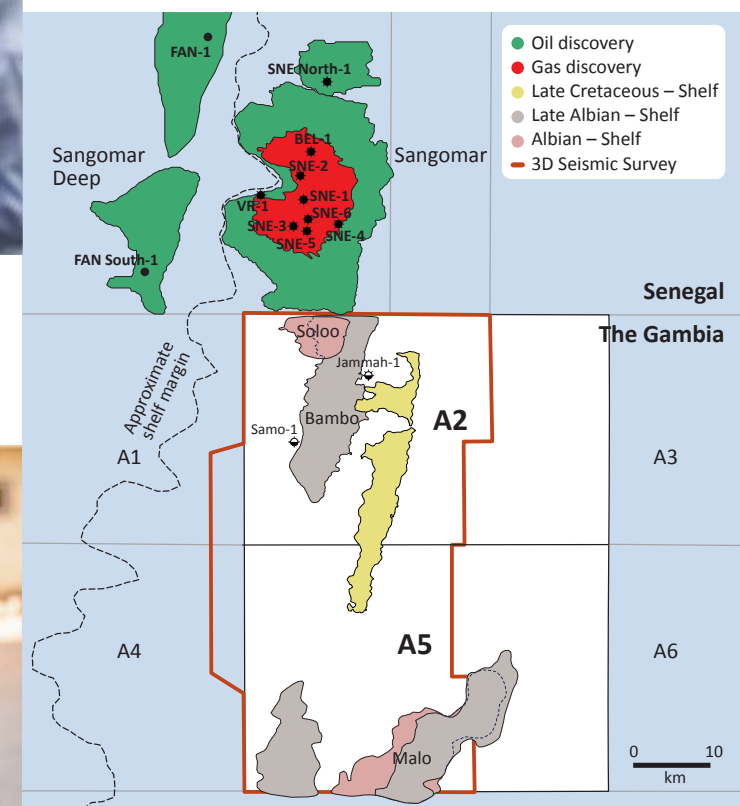 FAN-1
SNE North-1
Oil discovery
Gas discovery
Late Cretaceous – Shelf
Late Albian – Shelf
Albian – Shelf
3D Seismic Survey
BEL-1
Sangomar
Deep
SNE-2
Sangomar
VR-1
SNE-1
SNE-6
SNE-3
SNE-4
SNE-5
FAN South-1
Senegal
The Gambia
Soloo
Jammah-1
Approximate
shelf margin
Bambo
A2
Samo-1
A1
A3
A5
A4
A6
Malo
0 10
km